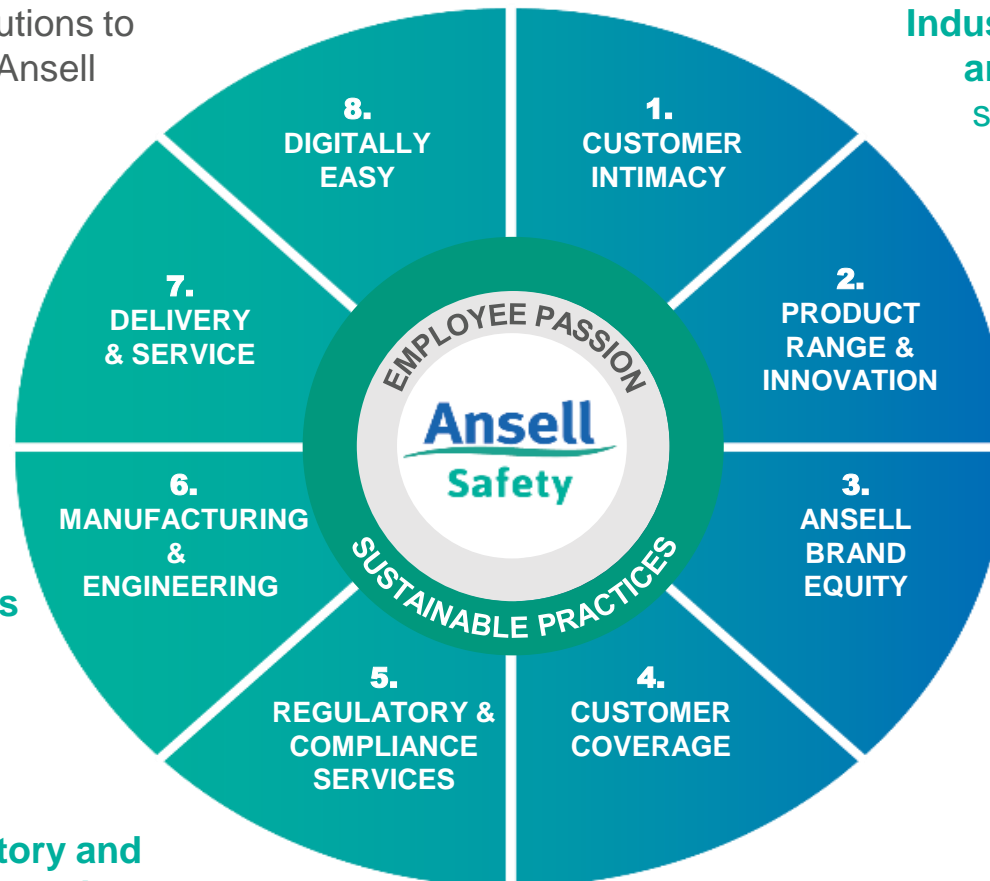 utions to
Ansell
Indus
an
s
8.
DIGITALLY
EASY
1.
CUSTOMER
INTIMACY
7.
DELIVERY
& SERVICE
2.
PRODUCT
RANGE &
INNOVATION
EMPLOYEE PASSION
Ansell
Safety
SUSTAINABLE PRACTICES
6.
MANUFACTURING
&
ENGINEERING
3.
ANSELL
BRAND
EQUITY
s
5.
REGULATORY &
COMPLIANCE
SERVICES
4.
CUSTOMER
COVERAGE
tory and